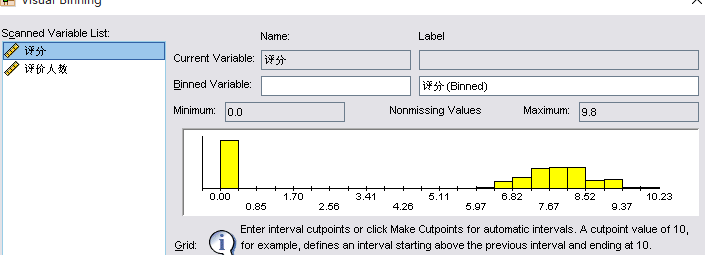 Visual Binning
Scanned Variable List:
评分
评价人数
Name:
Label
Current Variable:
评分
Binned Variable:
评分 (Binned)
Minimum:
0.0
Nonmissing Values
Maximum:
9.8
0.00 1.70 3.41 5.11 6.82 8.52 10.23
0.85 2.56 4.26 5.97 7.67 9.37
Enter interval cutpoints or click Make Cutpoints for automatic intervals. A cutpoint value of 10,
Grid:
for example, defines an interval starting above the previous interval and ending at 10.